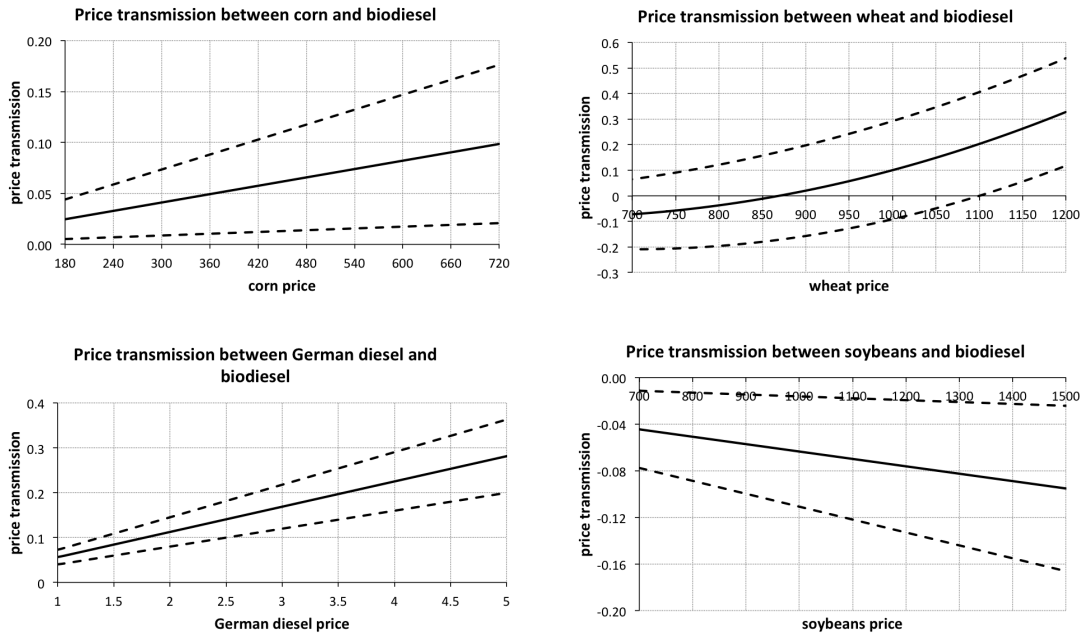 Price transmission between corn and biodiesel
price transmission
0.20
0.15
0.10
0.05
0.00
180 240 300 360 420 480 540 600 660 720
corn price
Price transmission between wheat and biodiesel
price transmission
0.6
0.5
0.4
0.3
0.2
0.1
0
-0.1
-0.2
-0.3
700 750 800 850 900 950 1000 1050 1100 1150 1200
wheat price
Price transmission between German diesel and
biodiesel
price transmission
0.4
0.3
0.2
0.1
0
1 1.5 2 2.5 3 3.5 4 4.5 5
German diesel price
Price transmission between soybeans and biodiesel
price transmission
0.00
-0.04
-0.08
-0.12
-0.16
-0.20
700 800 900 1000 1100 1200 1300 1400 1500
soybeans price